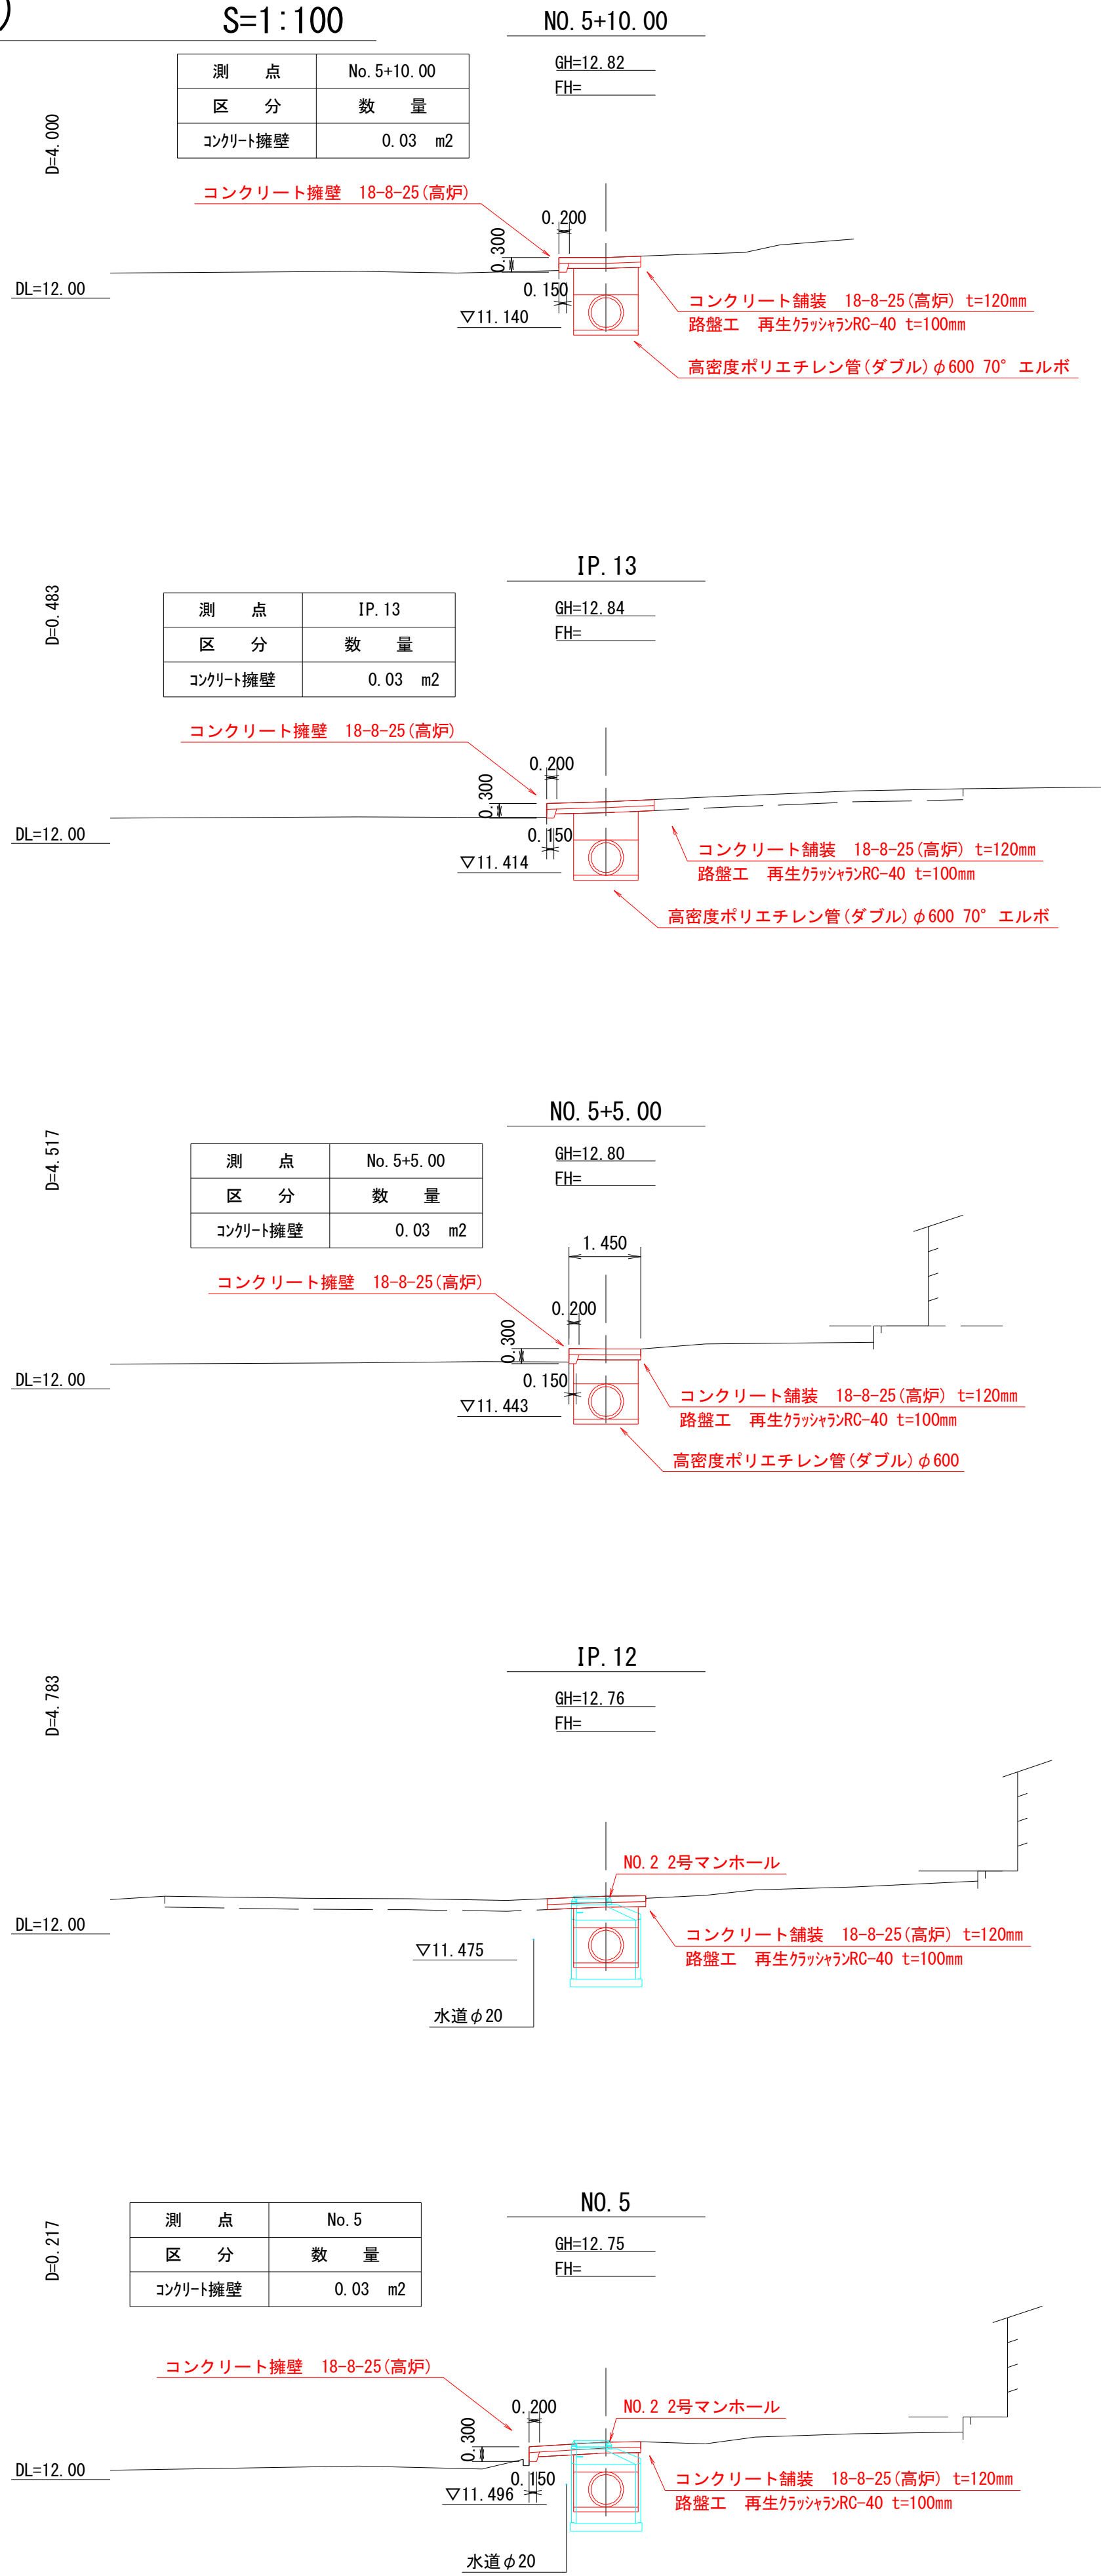 )
S=1:100
NO.5+10.00
GH=12.82
FH=
測 点 No.5+10.00
区 分 数 量
コンクリート擁壁 0.03 m2
D=4.000
コンクリート擁壁 18-8-25(高炉)
0.200
0.300
0.150
DL=12.00
▽11.140
コンクリート舗装 18-8-25(高炉) t=120mm
路盤工 再生クラッシャランRC-40 t=100mm
高密度ポリエチレン管(ダブル)φ600 70°エルボ
IP.13
GH=12.84
FH=
測 点 IP.13
区 分 数 量
コンクリート擁壁 0.03 m2
D=0.483
コンクリート擁壁 18-8-25(高炉)
0.200
0.300
0.150
DL=12.00
▽11.414
コンクリート舗装 18-8-25(高炉) t=120mm
路盤工 再生クラッシャランRC-40 t=100mm
高密度ポリエチレン管(ダブル)φ600 70°エルボ
NO.5+5.00
GH=12.80
FH=
測 点 No.5+5.00
区 分 数 量
コンクリート擁壁 0.03 m2
D=4.517
1.450
コンクリート擁壁 18-8-25(高炉)
0.200
0.300
0.150
DL=12.00
▽11.443
コンクリート舗装 18-8-25(高炉) t=120mm
路盤工 再生クラッシャランRC-40 t=100mm
高密度ポリエチレン管(ダブル)φ600
IP.12
GH=12.76
FH=
D=4.783
NO.2 2号マンホール
DL=12.00
▽11.475
コンクリート舗装 18-8-25(高炉) t=120mm
路盤工 再生クラッシャランRC-40 t=100mm
水道φ20
NO.5
GH=12.75
FH=
測 点 No.5
区 分 数 量
コンクリート擁壁 0.03 m2
D=0.217
コンクリート擁壁 18-8-25(高炉)
0.200
NO.2 2号マンホール
0.300
0.150
DL=12.00
▽11.496
コンクリート舗装 18-8-25(高炉) t=120mm
路盤工 再生クラッシャランRC-40 t=100mm
水道φ20